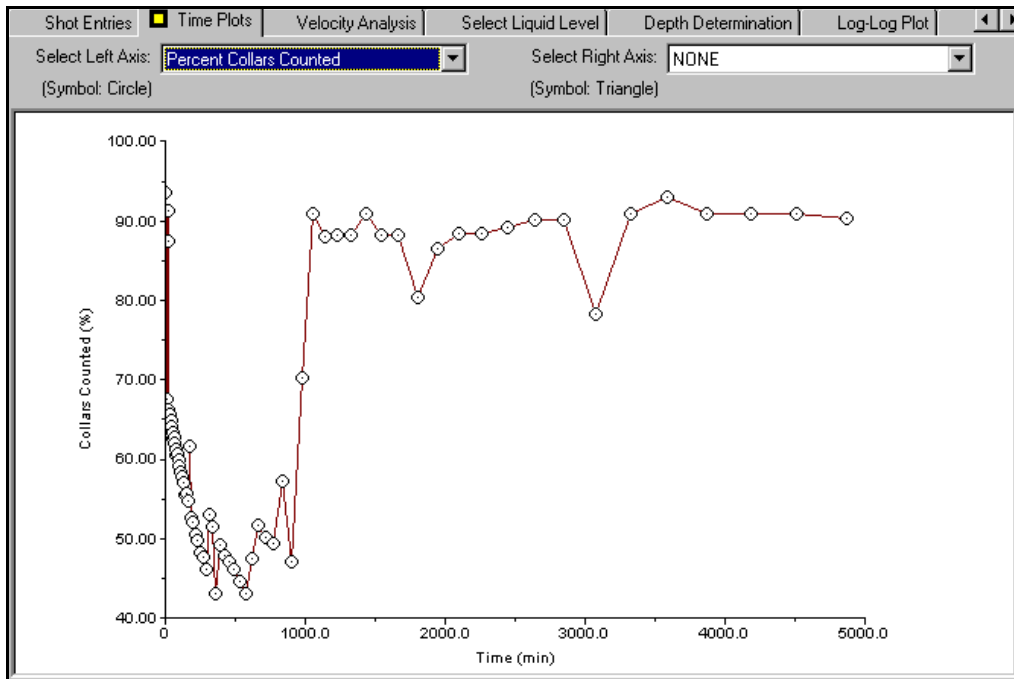 Shot Entries Time Plots Velocity Analysis Select Liquid Level Depth Determination Log-Log Plot
Select Left Axis: Percent Collars Counted Select Right Axis: NONE
(Symbol: Circle) (Symbol: Triangle)
100.00
90.00
80.00
70.00
60.00
50.00
40.00
Collars Counted (%)
0 1000.0 2000.0 3000.0 4000.0 5000.0
Time (min)